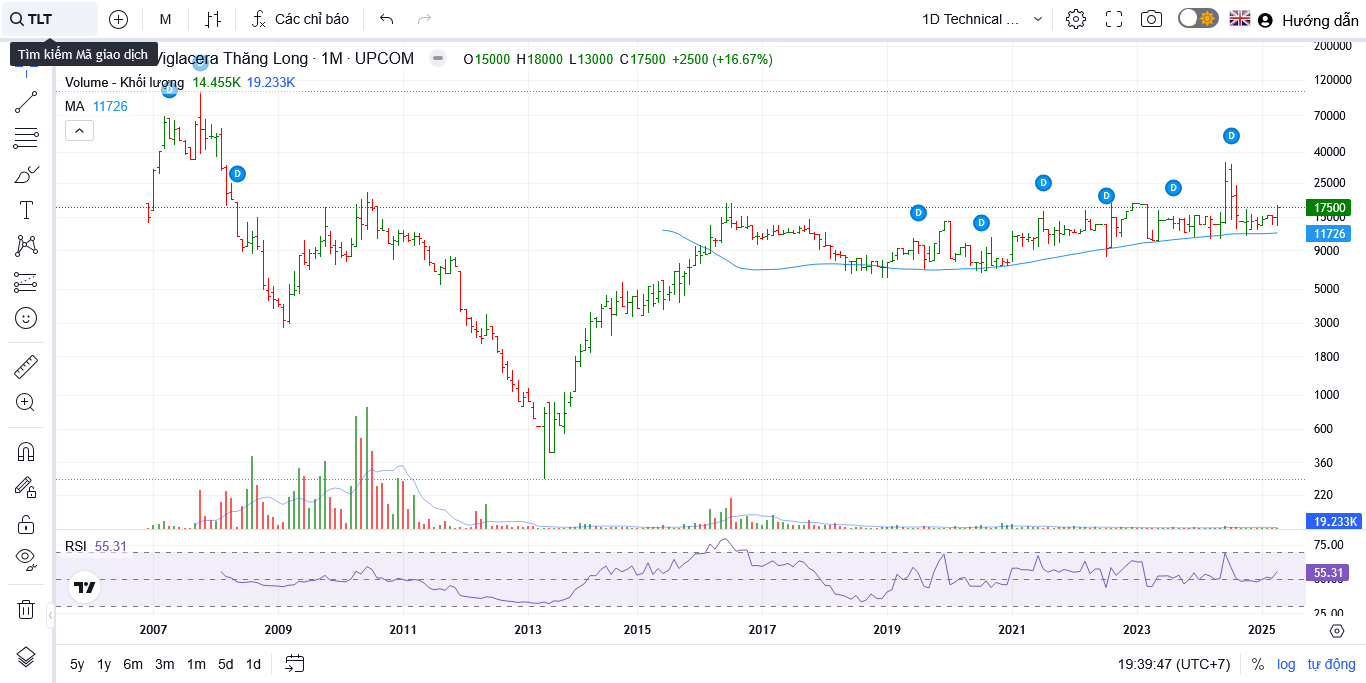 TLT
M
Các chỉ báo
1D Technical ...
Hướng dẫn
Tìm kiếm Mã giao dịch
Viglacera Thăng Long · 1M · UPCOM
O15000 H18000 L13000 C17500 +2500 (+16.67%)
Volume - Khối lượng 14.455K 19.233K
MA 11726
D
D
D
D
D
D
D
D
D
200000
120000
70000
40000
25000
17500
15000
11726
9000
5000
3000
1800
1000
600
360
220
19.233K
RSI 55.31
75.00
55.31
50.00
25.00
2007 2009 2011 2013 2015 2017 2019 2021 2023 2025
5y 1y 6m 3m 1m 5d 1d
19:39:47 (UTC+7) % log tự động